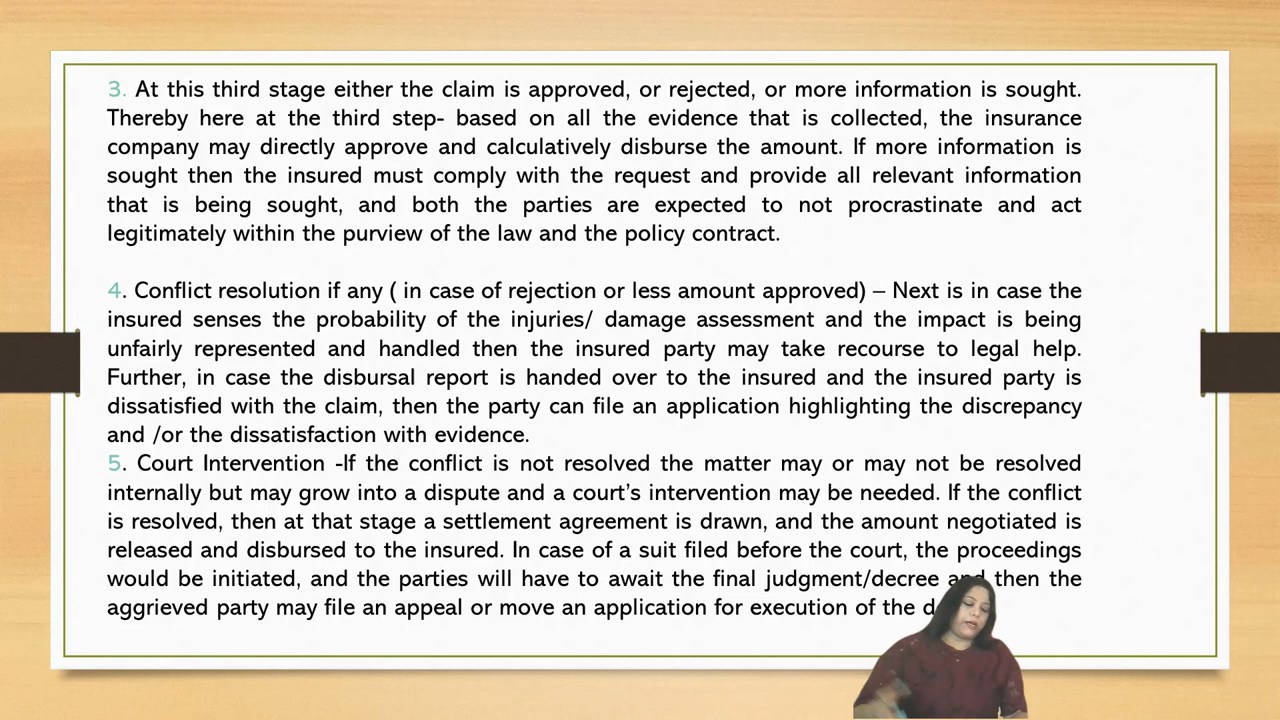 3. At this third stage either the claim is approved, or rejected, or more information is sought.
Thereby here at the third step- based on all the evidence that is collected, the insurance
company may directly approve and calculatively disburse the amount. If more information is
sought then the insured must comply with the request and provide all relevant information
that is being sought, and both the parties are expected to not procrastinate and act
legitimately within the purview of the law and the policy contract.
4. Conflict resolution if any ( in case of rejection or less amount approved) – Next is in case the
insured senses the probability of the injuries/ damage assessment and the impact is being
unfairly represented and handled then the insured party may take recourse to legal help.
Further, in case the disbursal report is handed over to the insured and the insured party is
dissatisfied with the claim, then the party can file an application highlighting the discrepancy
and /or the dissatisfaction with evidence.
5. Court Intervention -If the conflict is not resolved the matter may or may not be resolved
internally but may grow into a dispute and a court’s intervention may be needed. If the conflict
is resolved, then at that stage a settlement agreement is drawn, and the amount negotiated is
released and disbursed to the insured. In case of a suit filed before the court, the proceedings
would be initiated, and the parties will have to await the final judgment/decree and then the
aggrieved party may file an appeal or move an application for execution of the